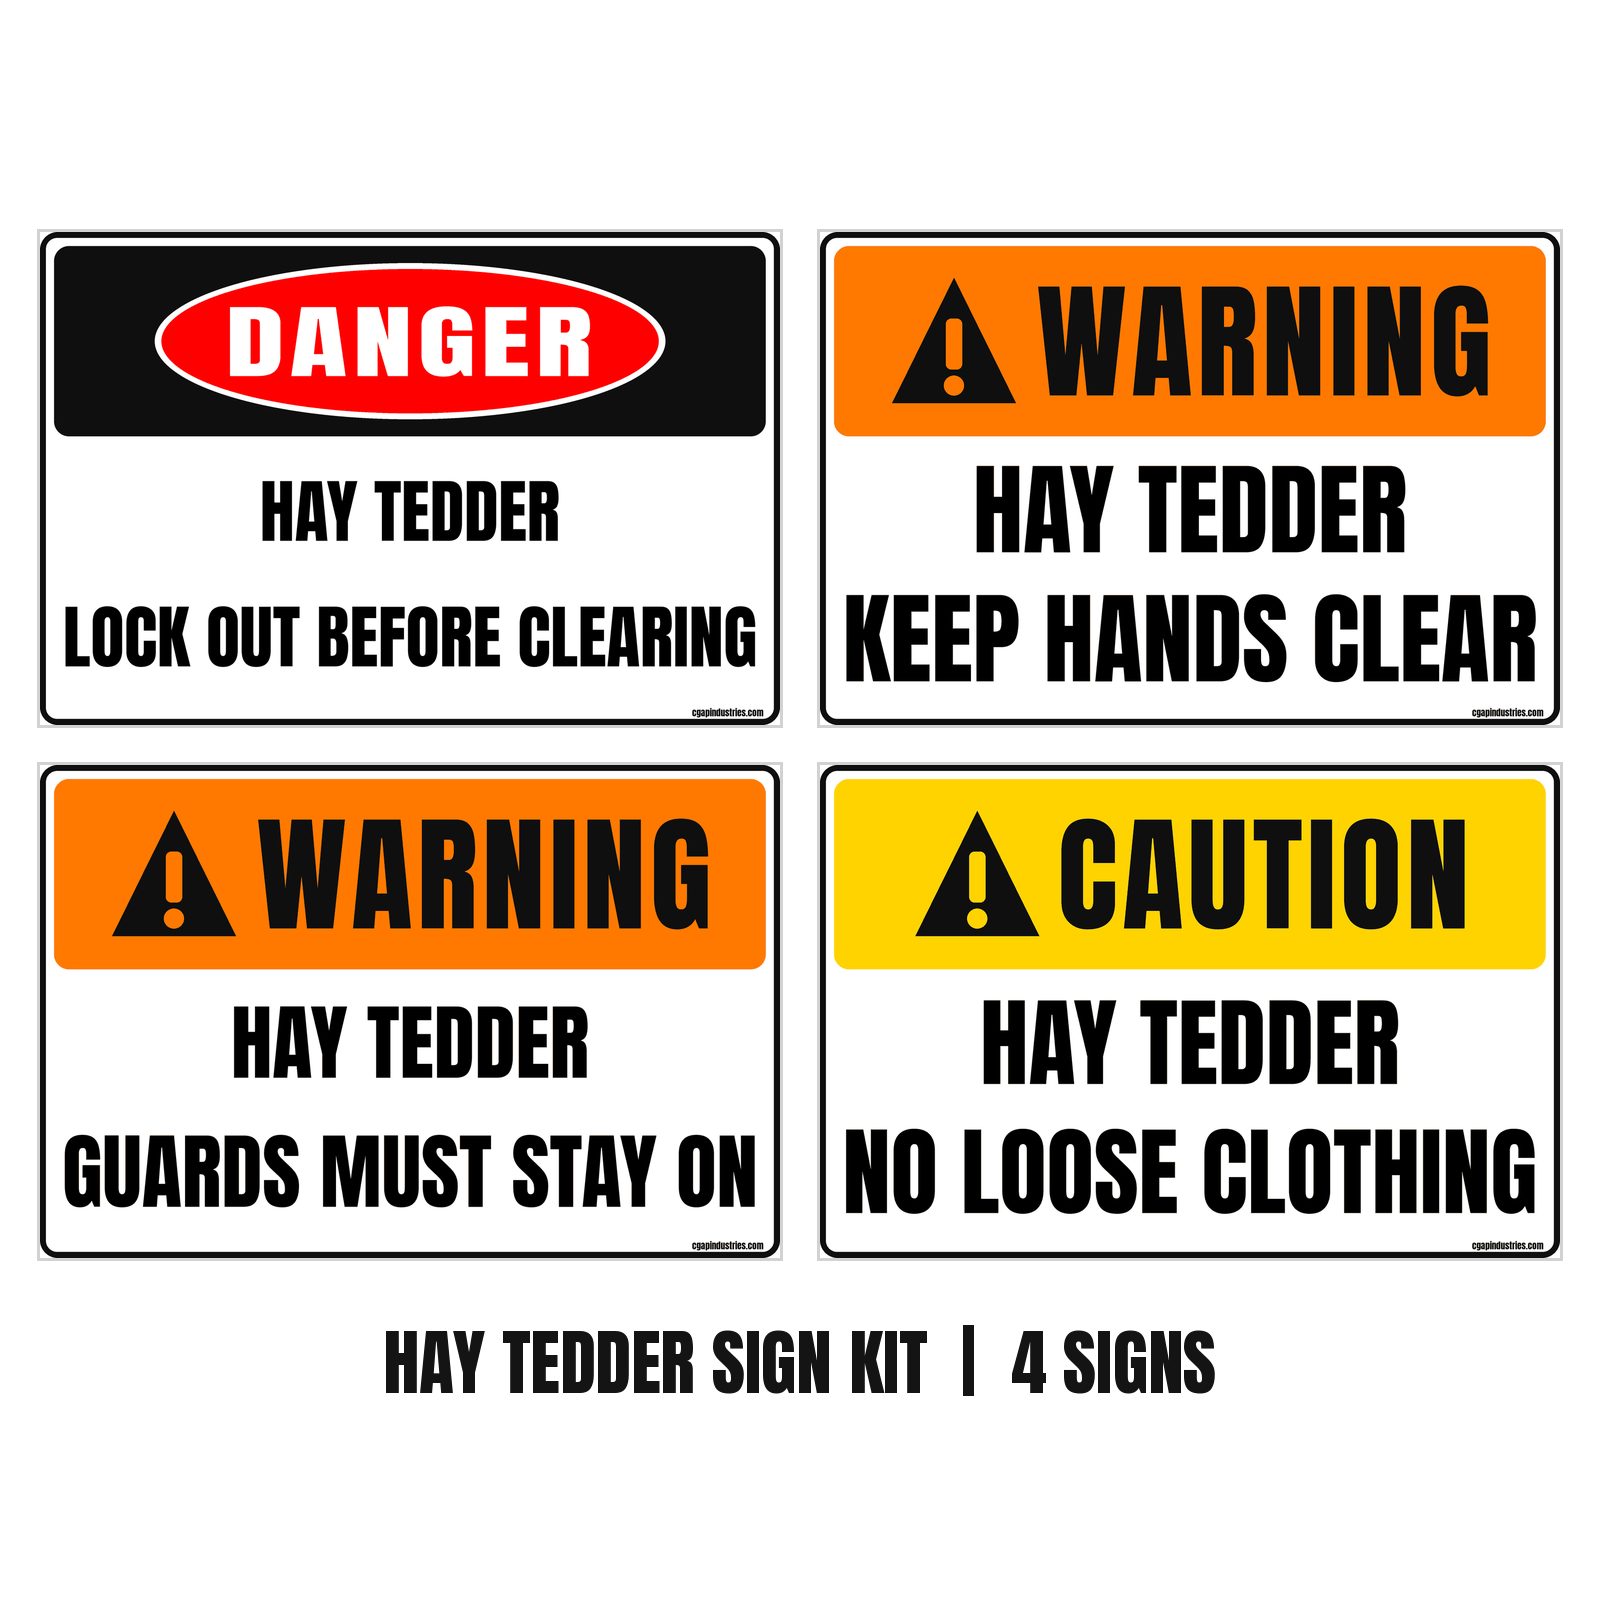 DANGER
HAY TEDDER
LOCK OUT BEFORE CLEARING
cgapindustries.com
WARNING
HAY TEDDER
KEEP HANDS CLEAR
cgapindustries.com
WARNING
HAY TEDDER
GUARDS MUST STAY ON
cgapindustries.com
CAUTION
HAY TEDDER
NO LOOSE CLOTHING
cgapindustries.com
HAY TEDDER SIGN KIT | 4 SIGNS